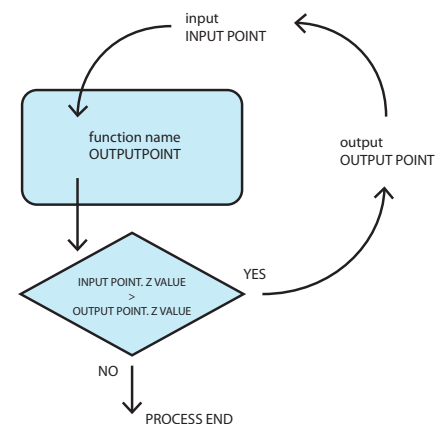 input
INPUT POINT
function name
OUTPUTPOINT
output
OUTPUT POINT
INPUT POINT. Z VALUE
>
OUTPUT POINT. Z VALUE
YES
NO
PROCESS END